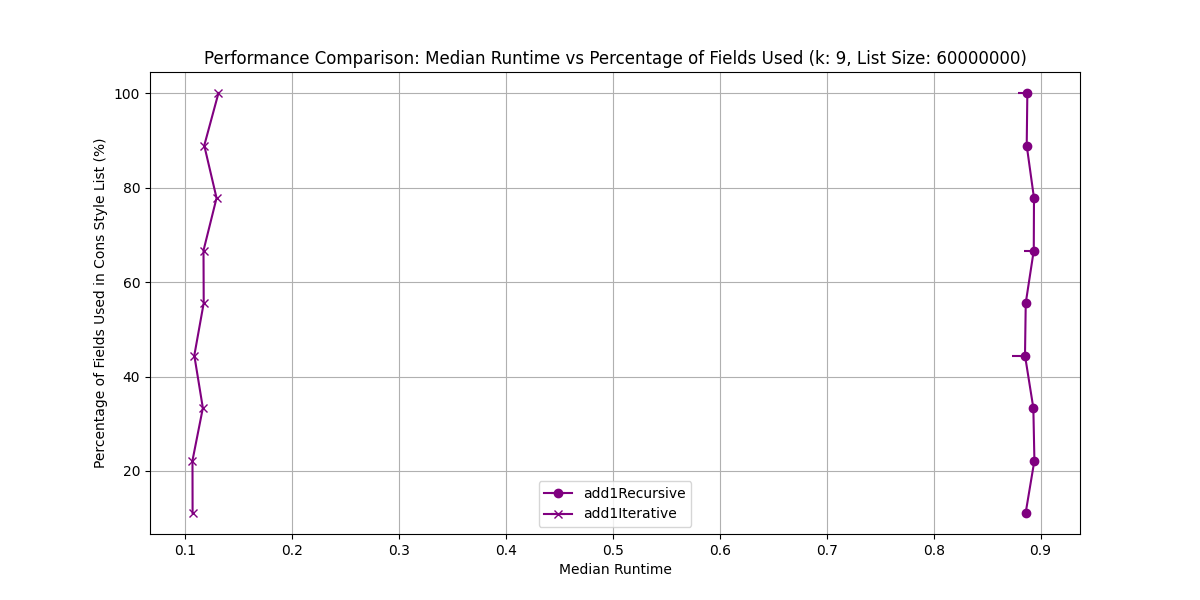 Performance Comparison: Median Runtime vs Percentage of Fields Used (k: 9, List Size: 60000000)
Percentage of Fields Used in Cons Style List (%)
100
80
60
40
20
add1Recursive
add1Iterative
0.1 0.2 0.3 0.4 0.5 0.6 0.7 0.8 0.9
Median Runtime